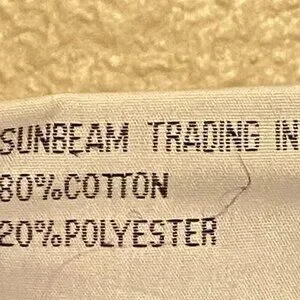 SUNBEAM TRADING IN
80%COTTON
20%POLYESTER